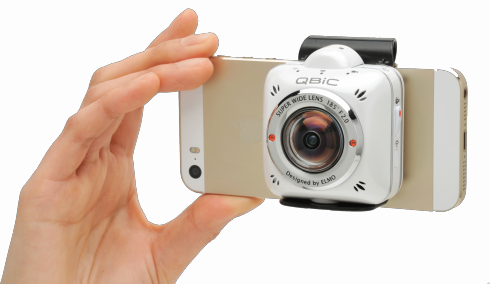 QBiC
SUPER WIDE LENS 185 F2.0
Designed by ELMO